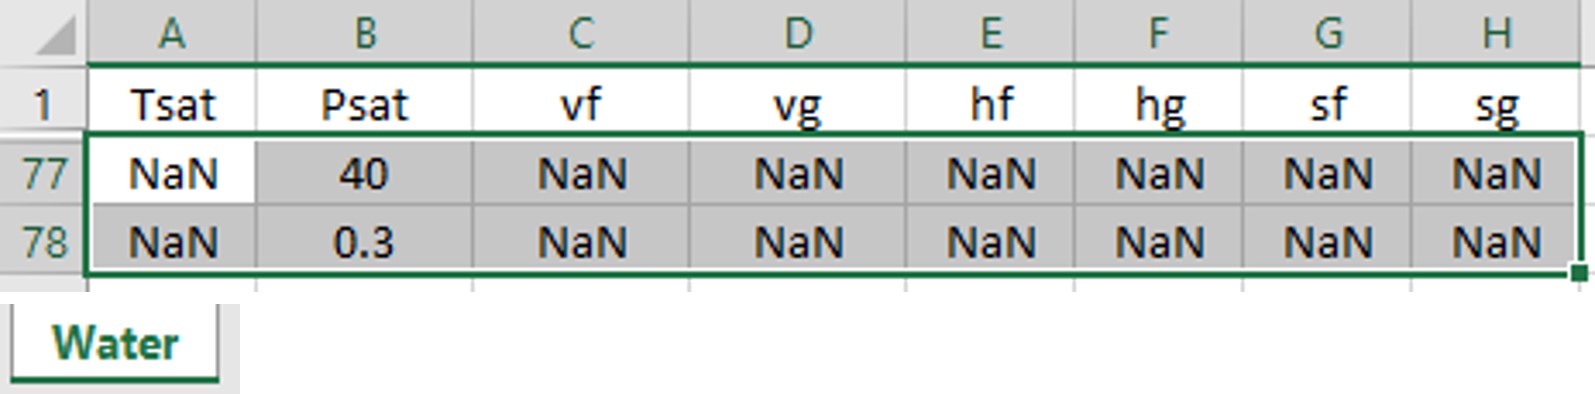 A B C D E F G H
1 Tsat Psat vf vg hf hg sf sg
77 NaN 40 NaN NaN NaN NaN NaN NaN
78 NaN 0.3 NaN NaN NaN NaN NaN NaN
Water